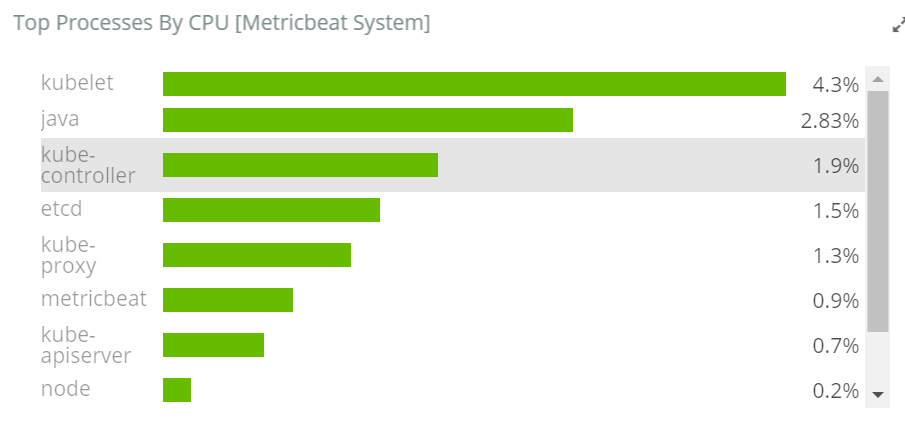 Top Processes By CPU [Metricbeat System]
kubelet 4.3%
java 2.83%
kube-
controller 1.9%
etcd 1.5%
kube-
proxy 1.3%
metricbeat 0.9%
kube-
apiserver 0.7%
node 0.2%